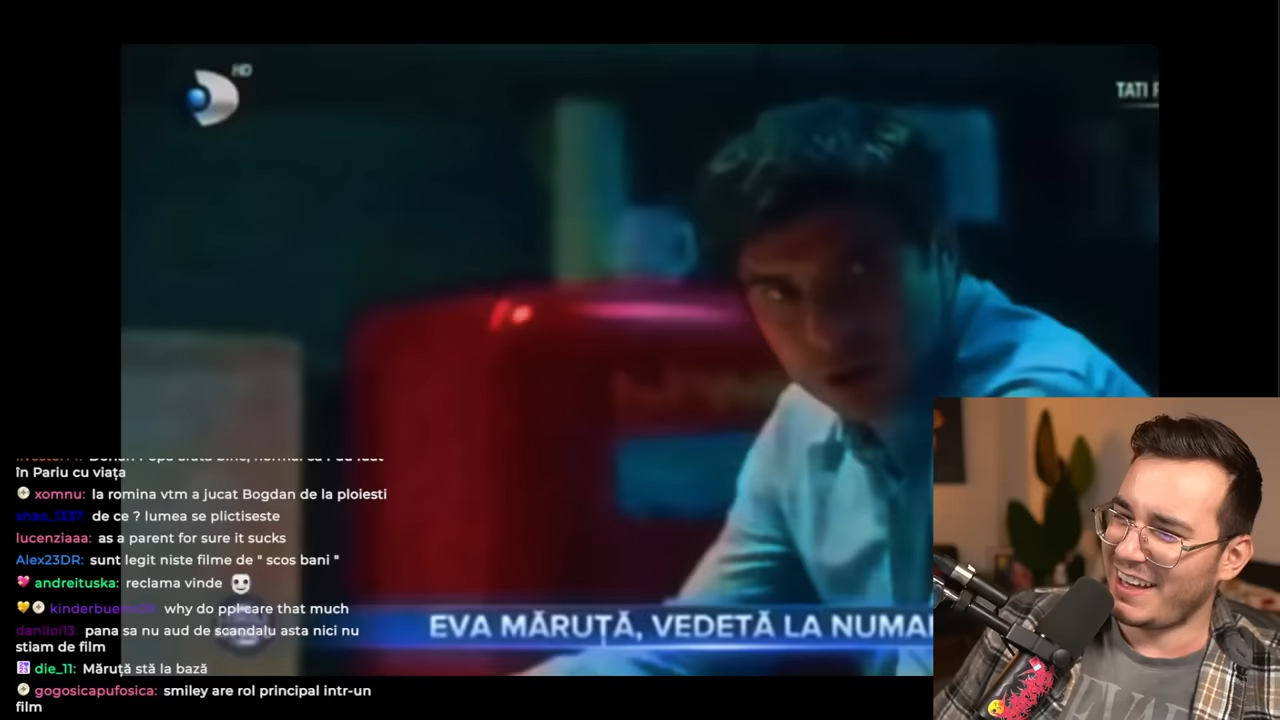 HD
TATI
EVA MĂRUȚĂ, VEDETĂ LA NUMAI
în Pariu cu viața
xomnu: la romina vtm a jucat Bogdan de la ploiesti
shao_1337: de ce ? lumea se plictiseste
lucenziaaa: as a parent for sure it sucks
Alex23DR: sunt legit niste filme de " scos bani "
andreituska: reclama vinde
why do ppl care that much
pana sa nu aud de scandalu asta nici nu
stiam de film
die_11: Măruță stă la bază
gogosicapufosica: smiley are rol principal intr-un
film